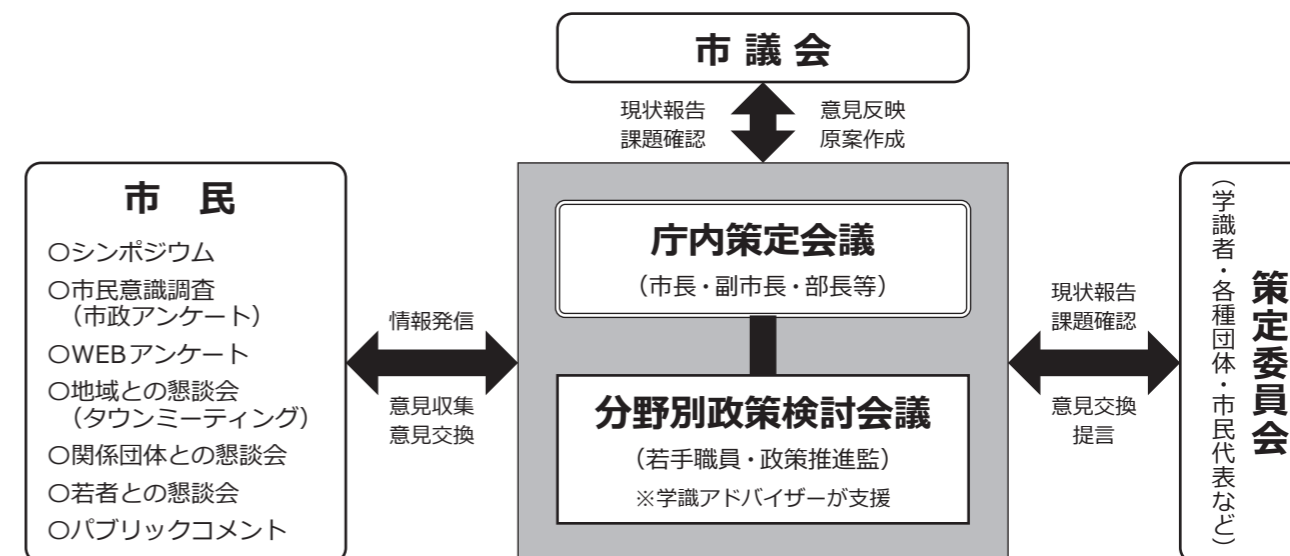 市議会
現状報告
課題確認
意見反映
原案作成
市 民
○シンポジウム
○市民意識調査
（市政アンケート）
○WEBアンケート
○地域との懇談会
（タウンミーティング）
○関係団体との懇談会
○若者との懇談会
○パブリックコメント
情報発信
意見収集
意見交換
庁内策定会議
（市長・副市長・部長等）
分野別政策検討会議
（若手職員・政策推進監）
※学識アドバイザーが支援
現状報告
課題確認
意見交換
提言
策定委員会
（学識者・各種団体・市民代表など）